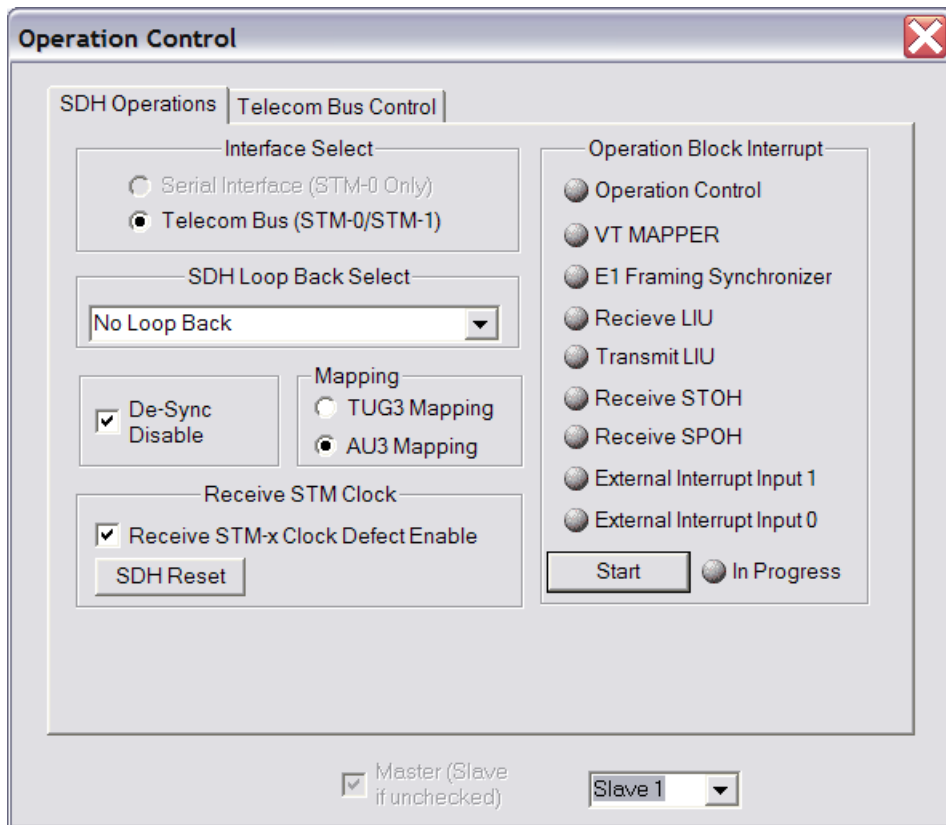 Operation Control
SDH Operations
Telecom Bus Control
Interface Select
Serial Interface (STM-0 Only)
Telecom Bus (STM-0/STM-1)
SDH Loop Back Select
No Loop Back
De-Sync
Disable
Mapping
TUG3 Mapping
AU3 Mapping
Receive STM Clock
Receive STM-x Clock Defect Enable
SDH Reset
Operation Block Interrupt
Operation Control
VT MAPPER
E1 Framing Synchronizer
Recieve LIU
Transmit LIU
Receive STOH
Receive SPOH
External Interrupt Input 1
External Interrupt Input 0
Start
In Progress
Master (Slave
if unchecked)
Slave 1